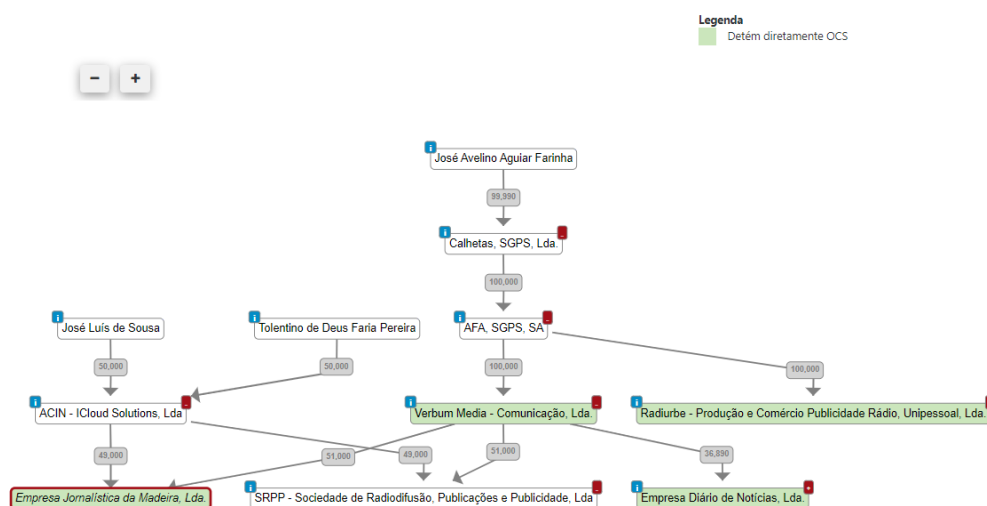 Legenda
Detém diretamente OCS
− +
i
José Avelino Aguiar Farinha
99,990
i -
Calhetas, SGPS, Lda.
100,000
i i i -
José Luís de Sousa
Tolentino de Deus Faria Pereira
AFA, SGPS, SA
50,000
50,000
100,000
100,000
i - i - i -
ACIN - ICloud Solutions, Lda
Verbum Media - Comunicação, Lda.
Radiurbe - Produção e Comércio Publicidade Rádio, Unipessoal, Lda.
49,000
51,000
49,000
51,000
36,890
i - i +
Empresa Jornalística da Madeira, Lda.
SRPP - Sociedade de Radiodifusão, Publicações e Publicidade, Lda
Empresa Diário de Notícias, Lda.